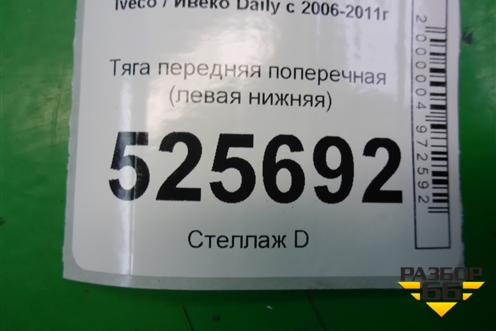 Iveco / Ивеко Daily с 2006-2011г
Тяга передняя поперечная
(левая нижняя)
525692
Стеллаж D
2000004972592
РАЗБОР
66